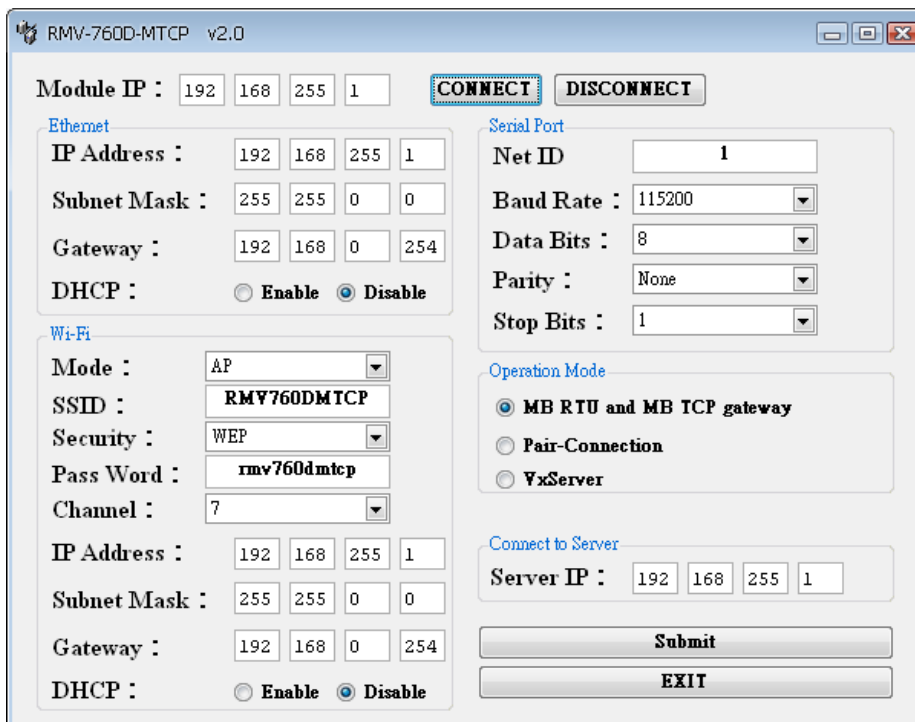 RMV-760D-MTCP v2.0
Module IP : 192 168 255 1 CONNECT DISCONNECT
Ethernet
IP Address : 192 168 255 1
Subnet Mask : 255 255 0 0
Gateway : 192 168 0 254
DHCP : Enable Disable
Wi-Fi
Mode : AP
SSID : RMV760DMTCP
Security : WEP
Pass Word : rmv760dmtcp
Channel : 7
IP Address : 192 168 255 1
Subnet Mask : 255 255 0 0
Gateway : 192 168 0 254
DHCP : Enable Disable
Serial Port
Net ID 1
Baud Rate : 115200
Data Bits : 8
Parity : None
Stop Bits : 1
Operation Mode
MB RTU and MB TCP gateway
Pair-Connection
VxServer
Connect to Server
Server IP : 192 168 255 1
Submit
EXIT